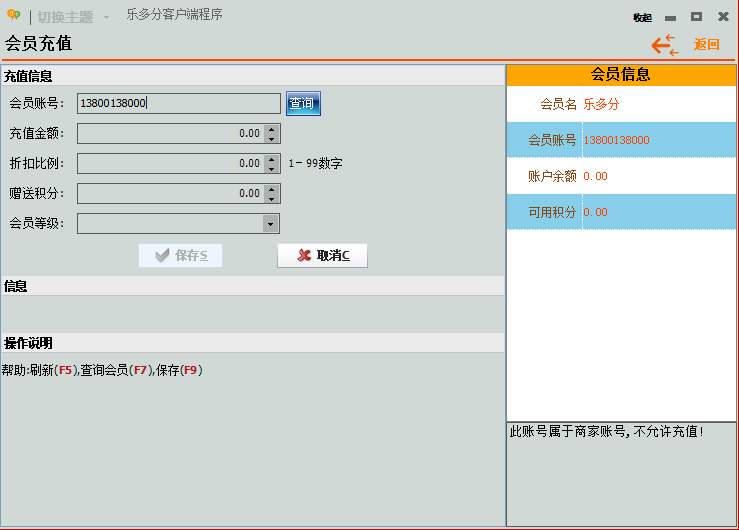 切换主题 乐多分客户端程序 收起
会员充值 返回
充值信息
会员账号: 13800138000 查询
充值金额: 0.00
折扣比例: 0.00 1-99数字
赠送积分: 0.00
会员等级:
保存S 取消C
信息
操作说明
帮助:刷新(F5),查询会员(F7),保存(F9)
会员信息
会员名 乐多分
会员账号 13800138000
账户余额 0.00
可用积分 0.00
此账号属于商家账号,不允许充值!